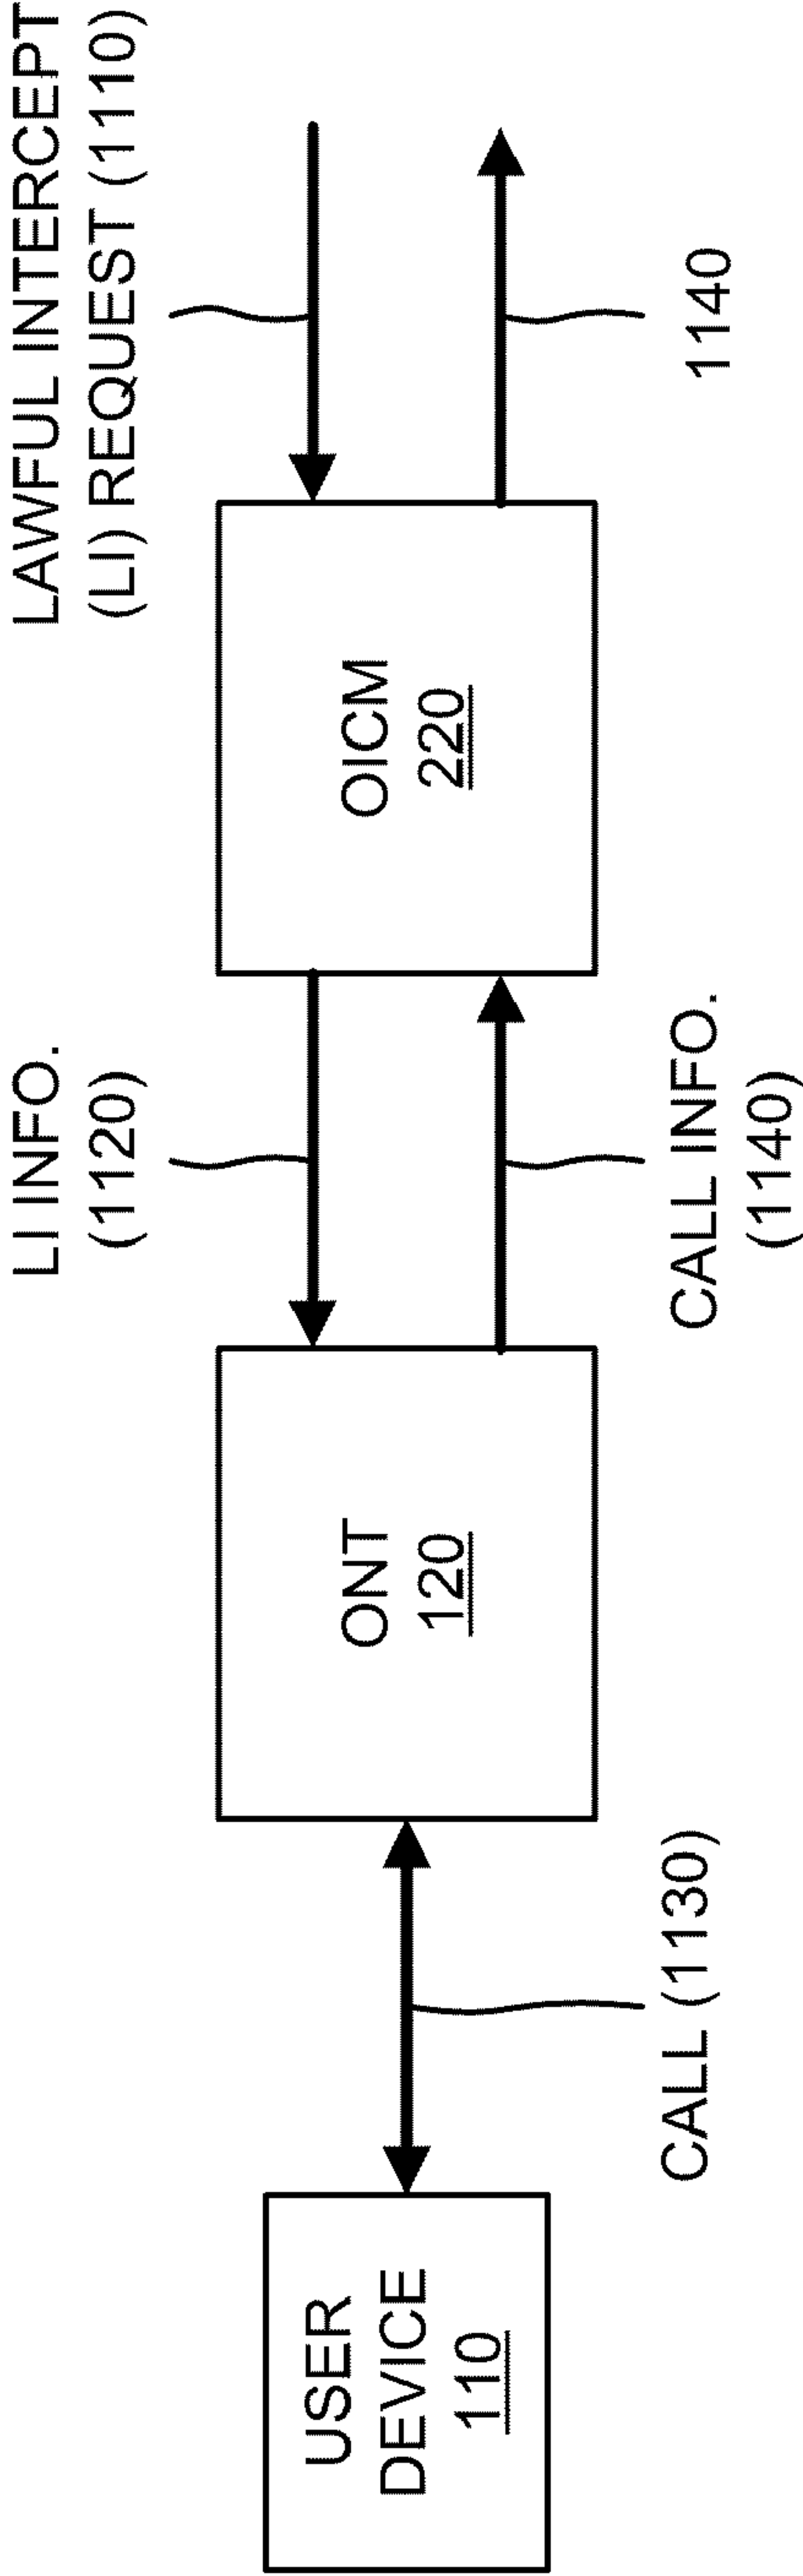 LAWFUL INTERCEPT
(LI) REQUEST (1110)
LI INFO.
(1120)
USER
DEVICE
110
ONT
120
OICM
220
CALL (1130)
CALL INFO.
(1140)
1140